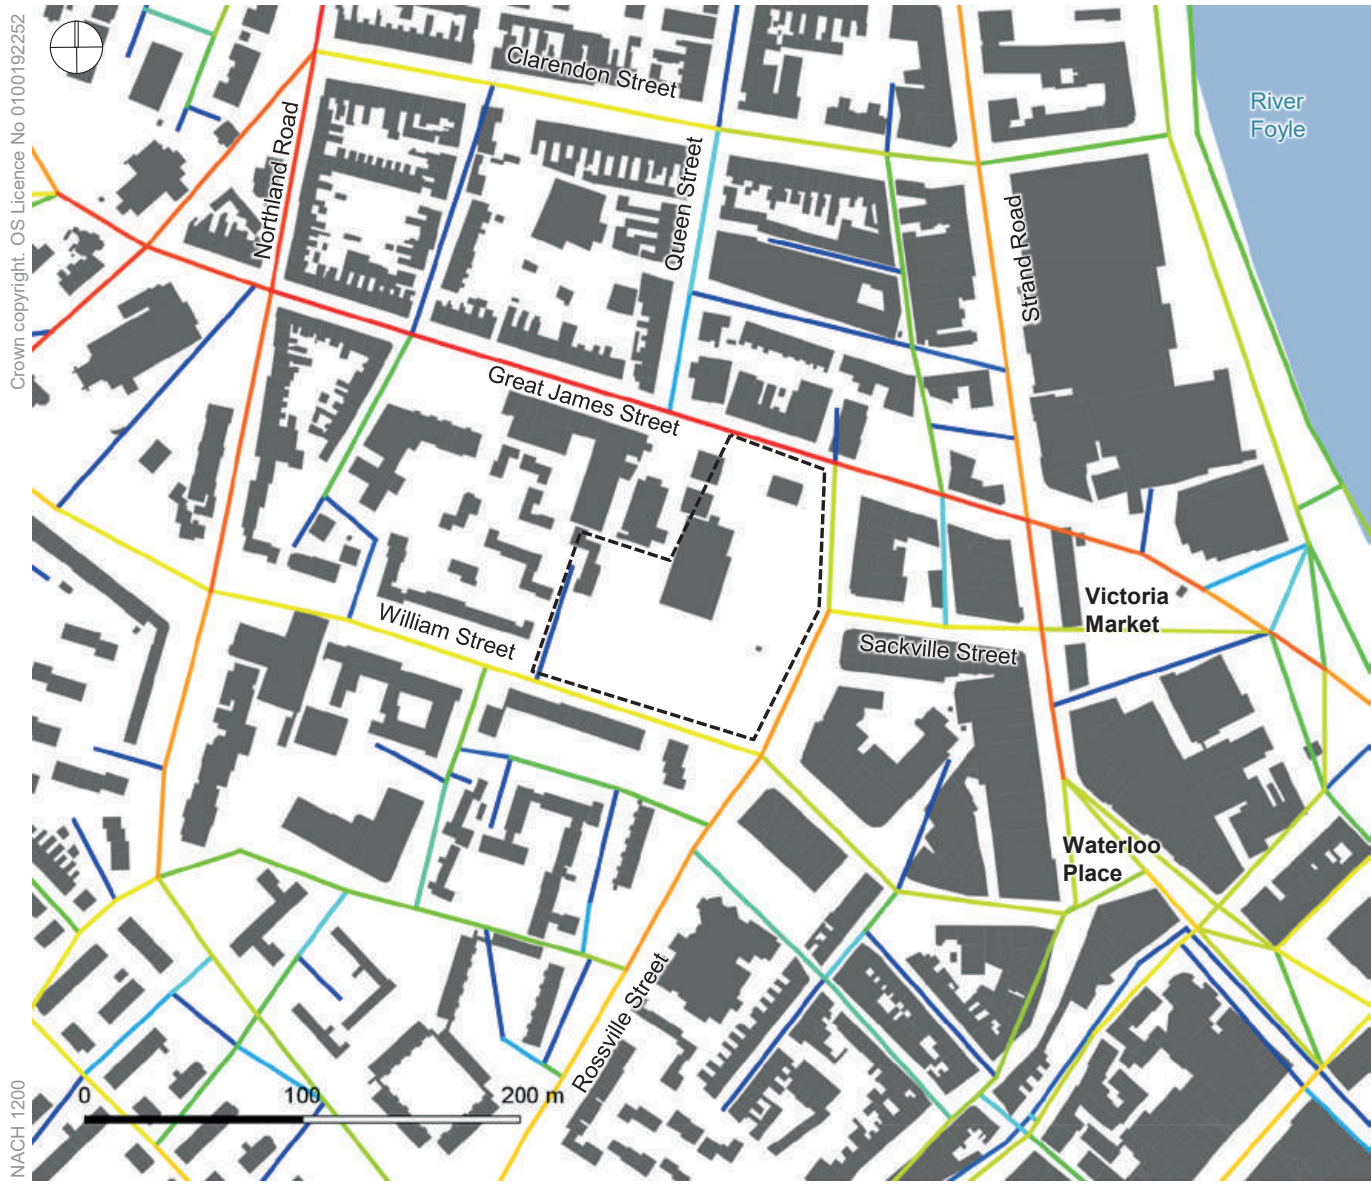 Crown copyright. OS Licence No 0100192252
Clarendon Street
River
Foyle
Northland Road
Queen Street
Strand Road
Great James Street
Victoria
Market
William Street
Sackville Street
Waterloo
Place
Rossville Street
NACH 1200
0 100 200 m